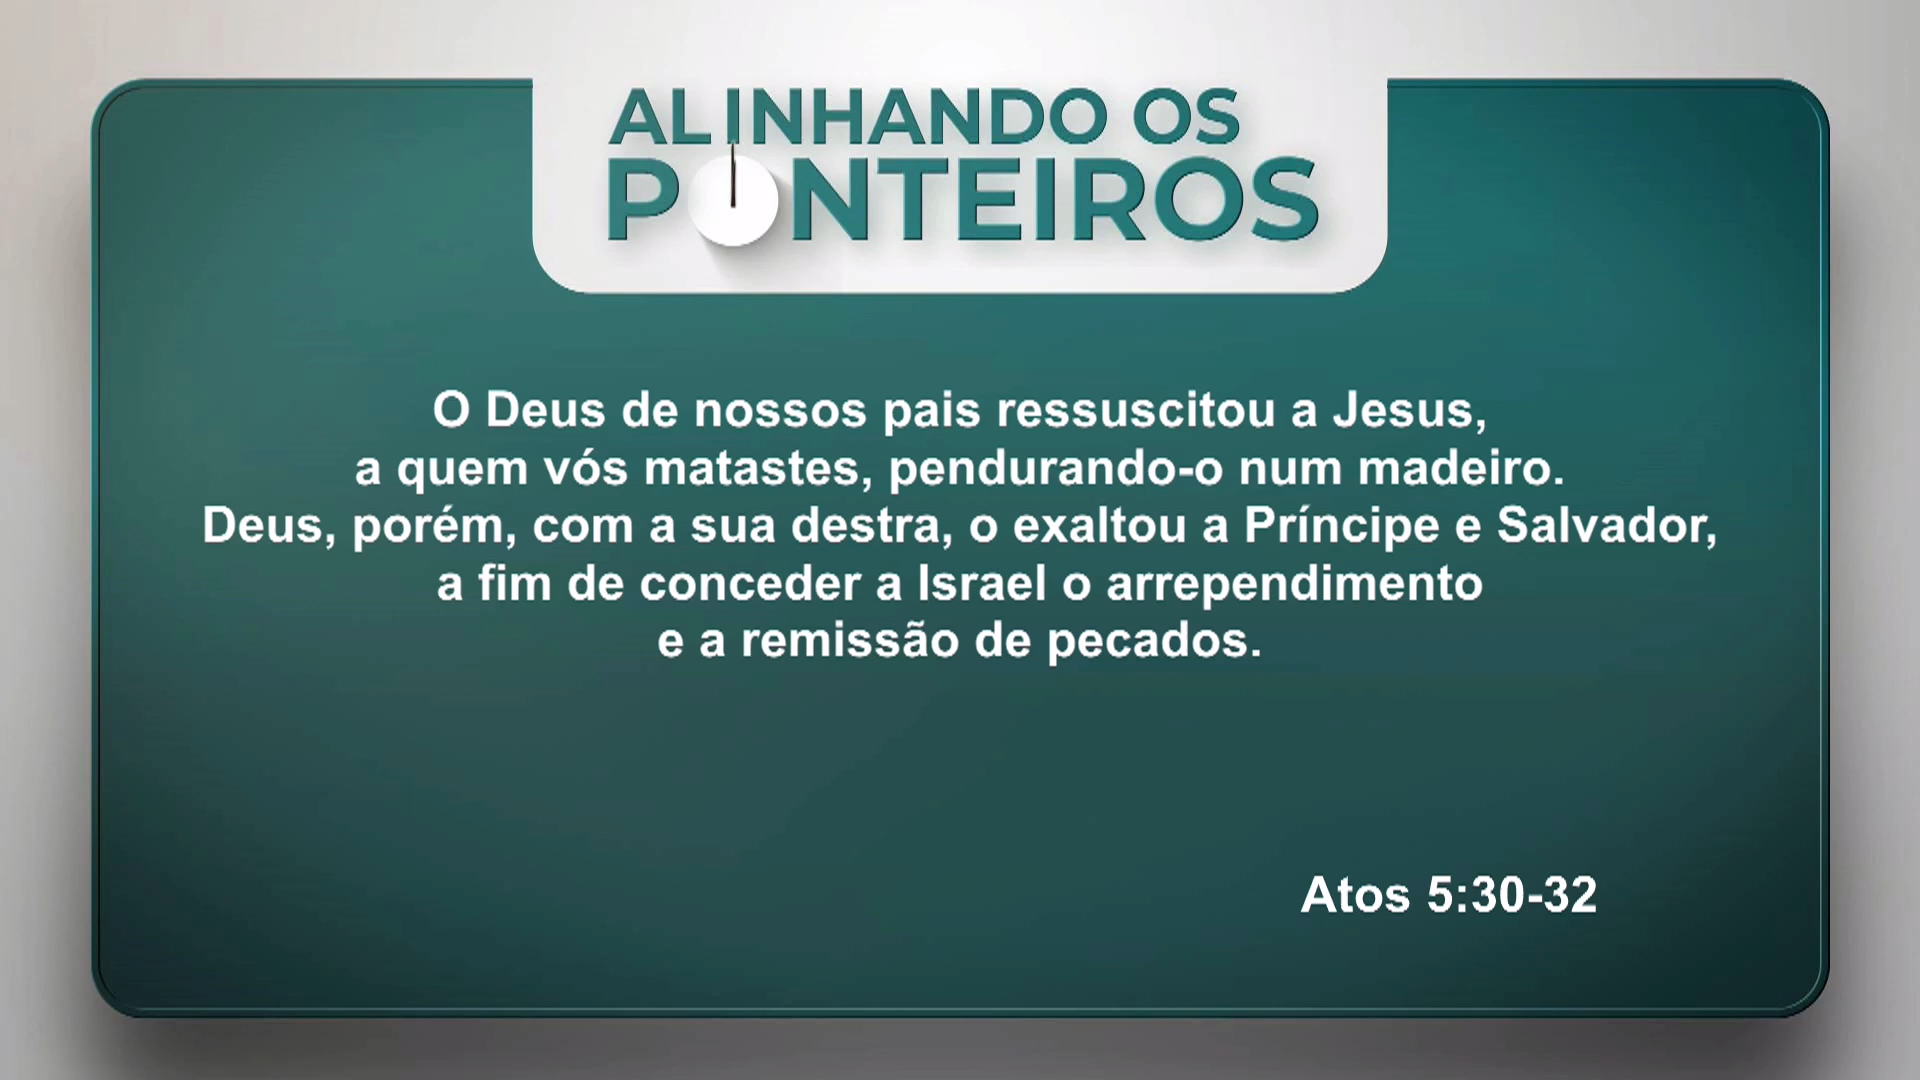 ALINHANDO OS
PONTEIROS
O Deus de nossos pais ressuscitou a Jesus,
a quem vós matastes, pendurando-o num madeiro.
Deus, porém, com a sua destra, o exaltou a Príncipe e Salvador,
a fim de conceder a Israel o arrependimento
e a remissão de pecados.
Atos 5:30-32